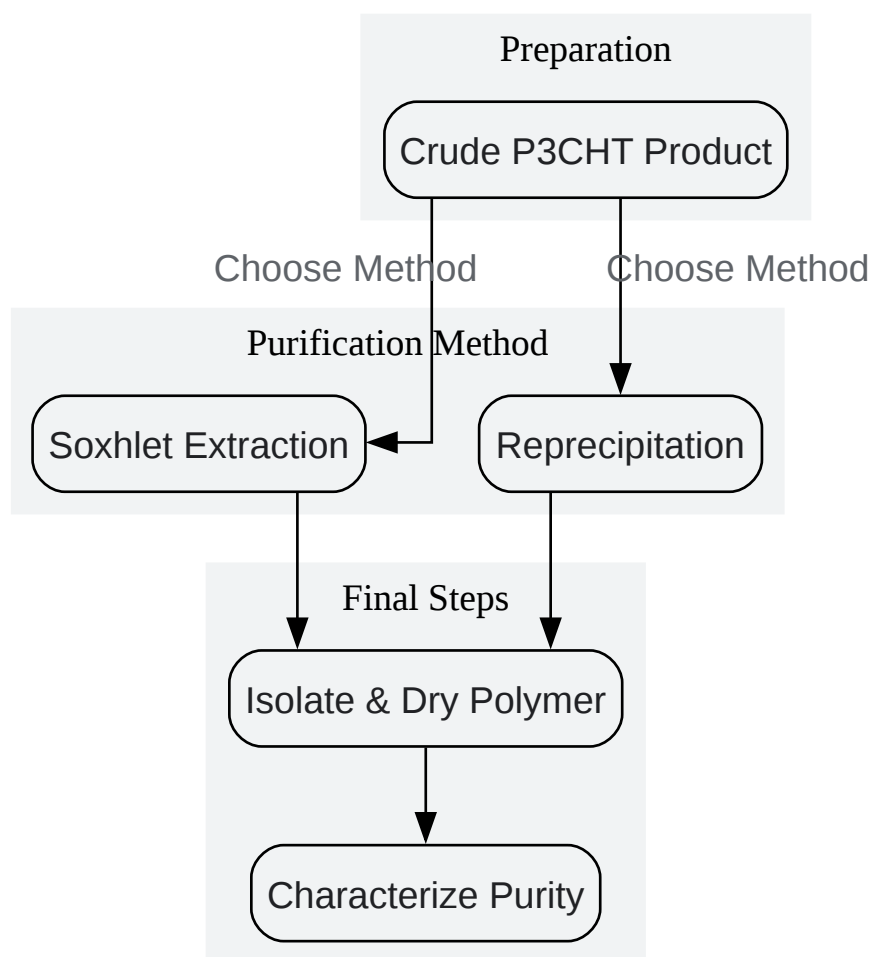 Preparation
Crude P3CHT Product
Choose Method
Choose Method
Purification Method
Soxhlet Extraction
Reprecipitation
Final Steps
Isolate & Dry Polymer
Characterize Purity